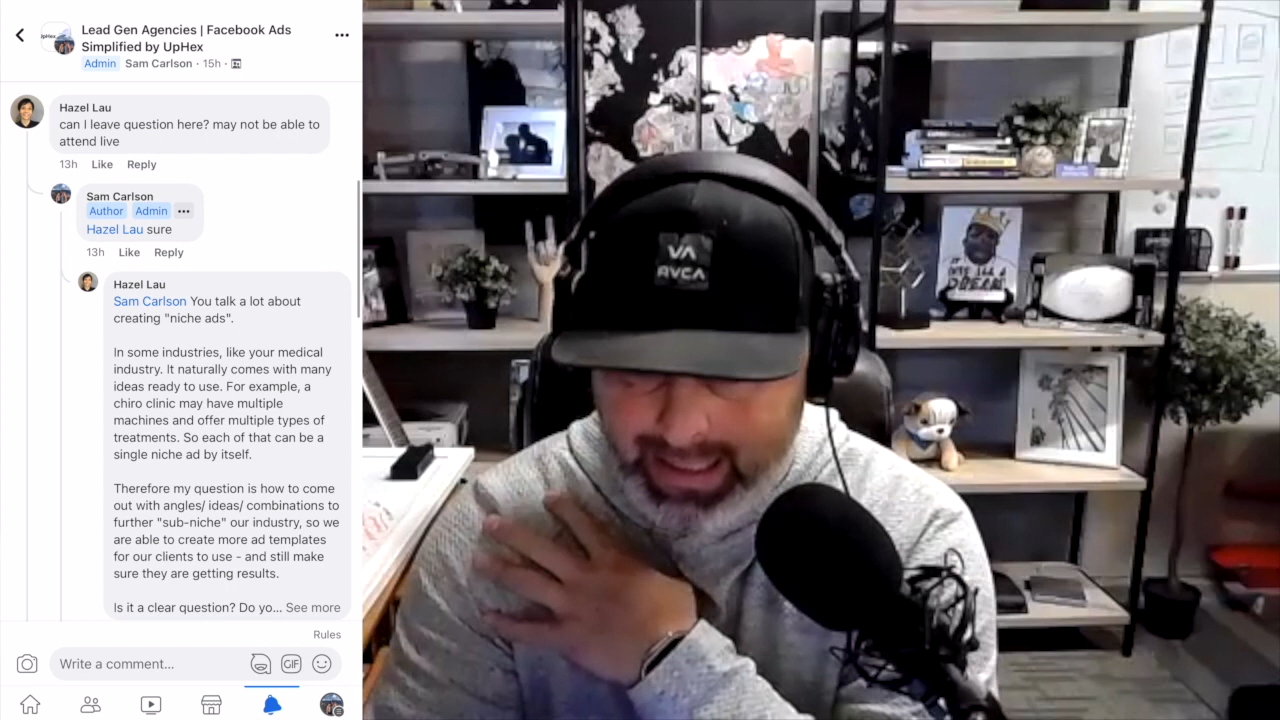 Lead Gen Agencies | Facebook Ads
Simplified by UpHex
Admin Sam Carlson · 15h ·
Hazel Lau
can I leave question here? may not be able to
attend live
13h Like Reply
Sam Carlson
Author Admin
Hazel Lau sure
13h Like Reply
Hazel Lau
Sam Carlson You talk a lot about
creating "niche ads".
In some industries, like your medical
industry. It naturally comes with many
ideas ready to use. For example, a
chiro clinic may have multiple
machines and offer multiple types of
treatments. So each of that can be a
single niche ad by itself.
Therefore my question is how to come
out with angles/ ideas/ combinations to
further "sub-niche" our industry, so we
are able to create more ad templates
for our clients to use - and still make
sure they are getting results.
Is it a clear question? Do yo... See more
Rules
Write a comment...
GIF
VA
RVCA
IT
WAS ALL A
DREAM